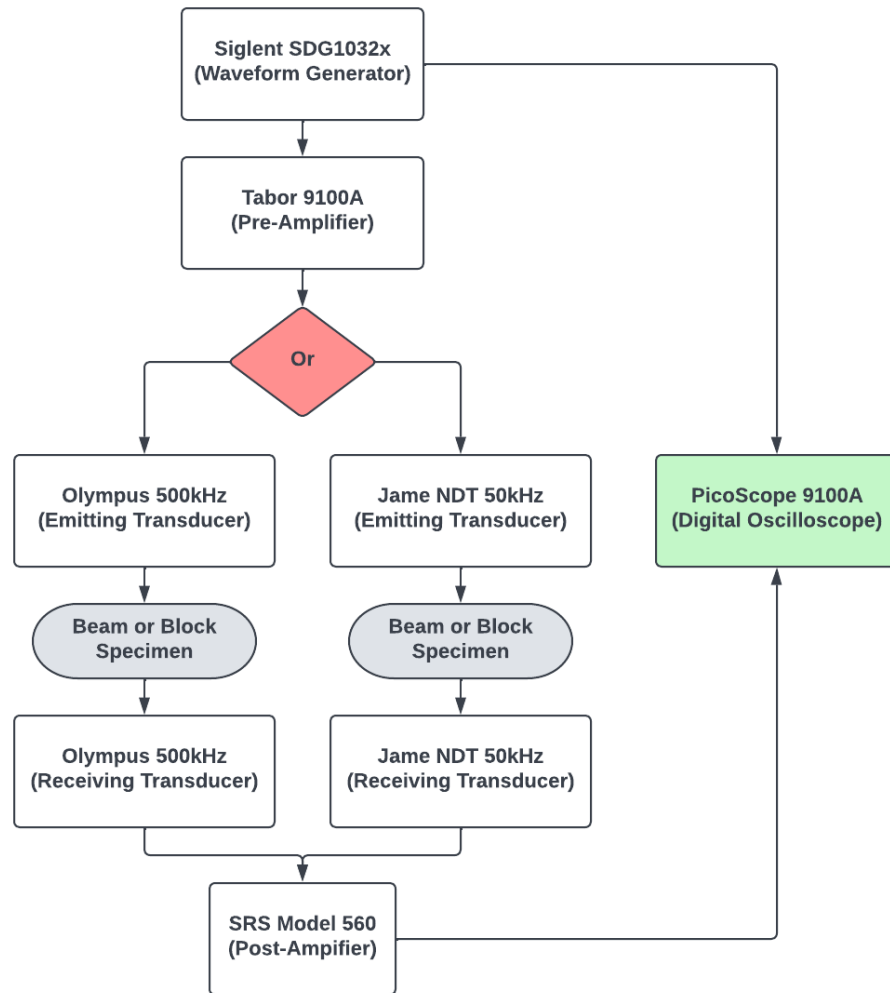 Siglent SDG1032x
(Waveform Generator)
Tabor 9100A
(Pre-Amplifier)
Or
Olympus 500kHz
(Emitting Transducer)
Jame NDT 50kHz
(Emitting Transducer)
PicoScope 9100A
(Digital Oscilloscope)
Beam or Block
Specimen
Beam or Block
Specimen
Olympus 500kHz
(Receiving Transducer)
Jame NDT 50kHz
(Receiving Transducer)
SRS Model 560
(Post-Ampifier)